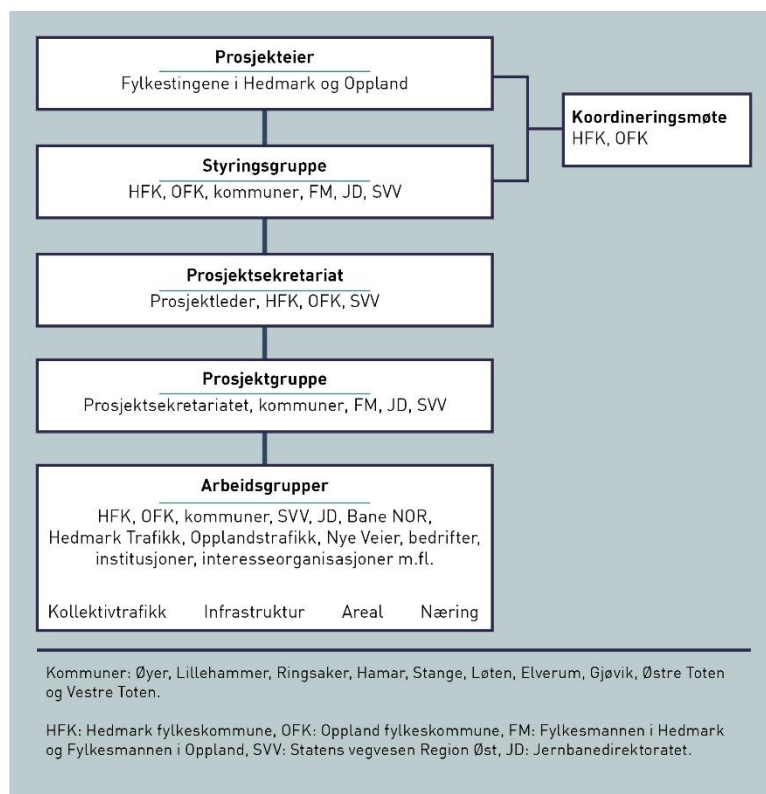 Prosjekteier
Fylkestingene i Hedmark og Oppland
Koordineringsmøte
HFK, OFK
Styringsgruppe
HFK, OFK, kommuner, FM, JD, SVV
Prosjektsekretariat
Prosjektleder, HFK, OFK, SVV
Prosjektgruppe
Prosjektsekretariatet, kommuner, FM, JD, SVV
Arbeidsgrupper
HFK, OFK, kommuner, SVV, JD, Bane NOR,
Hedmark Trafikk, Opplandstrafikk, Nye Veier, bedrifter,
institusjoner, interesseorganisasjoner m.fl.
Kollektivtrafikk Infrastruktur Areal Næring
Kommuner: Øyer, Lillehammer, Ringsaker, Hamar, Stange, Løten, Elverum, Gjøvik, Østre Toten
og Vestre Toten.
HFK: Hedmark fylkeskommune, OFK: Oppland fylkeskommune, FM: Fylkesmannen i Hedmark
og Fylkesmannen i Oppland, SVV: Statens vegvesen Region Øst, JD: Jernbanedirektoratet.